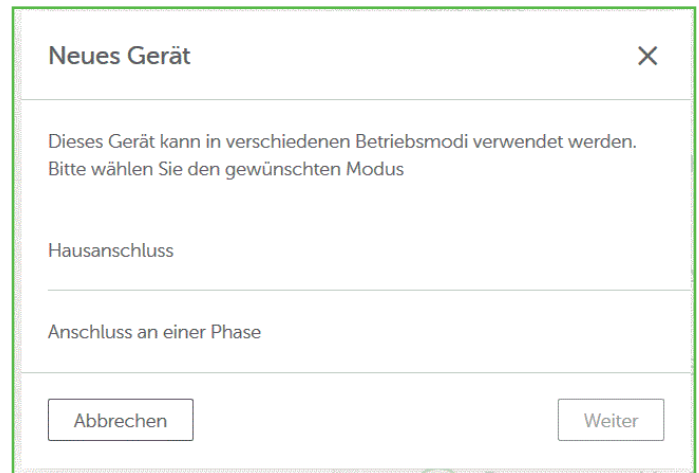 Neues Gerät
Dieses Gerät kann in verschiedenen Betriebsmodi verwendet werden.
Bitte wählen Sie den gewünschten Modus
Hausanschluss
Anschluss an einer Phase
Abbrechen
Weiter